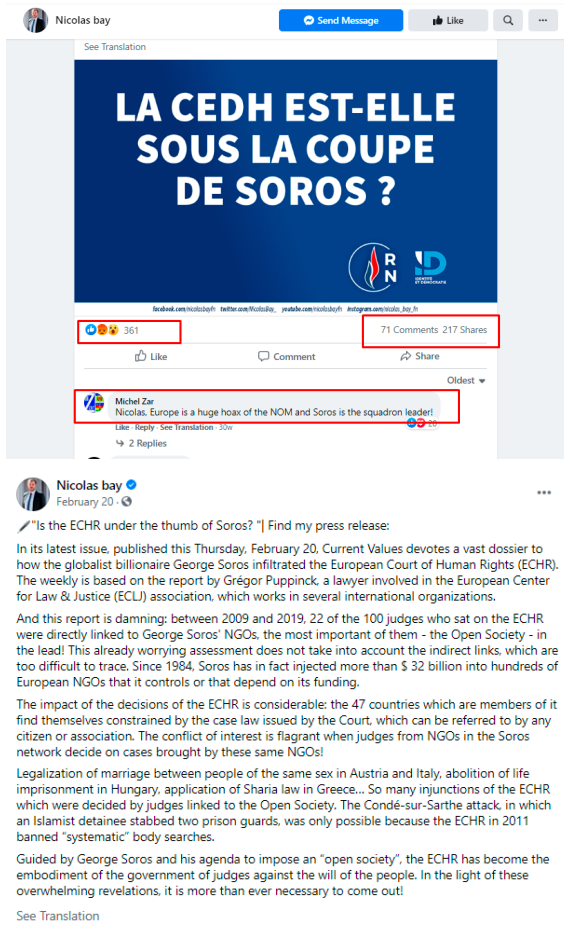 Nicolas bay
Send Message
Like
See Translation
LA CEDH EST-ELLE
SOUS LA COUPE
DE SOROS ?
R
N
ID
IDENTITÉ
ET DÉMOCRATIE
facebook.com/nicolasbayfn twitter.com/NicolasBay_ youtube.com/nicolasbayfn instagram.com/nicolas_bay_fn
361
71 Comments 217 Shares
Like
Comment
Share
Oldest
Michel Zar
Nicolas, Europe is a huge hoax of the NOM and Soros is the squadron leader!
Like · Reply · See Translation · 30w
20
2 Replies
Nicolas bay
February 20 ·
"Is the ECHR under the thumb of Soros? "| Find my press release:
In its latest issue, published this Thursday, February 20, Current Values devotes a vast dossier to
how the globalist billionaire George Soros infiltrated the European Court of Human Rights (ECHR).
The weekly is based on the report by Grégor Puppinck, a lawyer involved in the European Center
for Law & Justice (ECLJ) association, which works in several international organizations.
And this report is damning: between 2009 and 2019, 22 of the 100 judges who sat on the ECHR
were directly linked to George Soros' NGOs, the most important of them - the Open Society - in
the lead! This already worrying assessment does not take into account the indirect links, which are
too difficult to trace. Since 1984, Soros has in fact injected more than $ 32 billion into hundreds of
European NGOs that it controls or that depend on its funding.
The impact of the decisions of the ECHR is considerable: the 47 countries which are members of it
find themselves constrained by the case law issued by the Court, which can be referred to by any
citizen or association. The conflict of interest is flagrant when judges from NGOs in the Soros
network decide on cases brought by these same NGOs!
Legalization of marriage between people of the same sex in Austria and Italy, abolition of life
imprisonment in Hungary, application of Sharia law in Greece... So many injunctions of the ECHR
which were decided by judges linked to the Open Society. The Condé-sur-Sarthe attack, in which
an Islamist detainee stabbed two prison guards, was only possible because the ECHR in 2011
banned "systematic" body searches.
Guided by George Soros and his agenda to impose an "open society", the ECHR has become the
embodiment of the government of judges against the will of the people. In the light of these
overwhelming revelations, it is more than ever necessary to come out!
See Translation